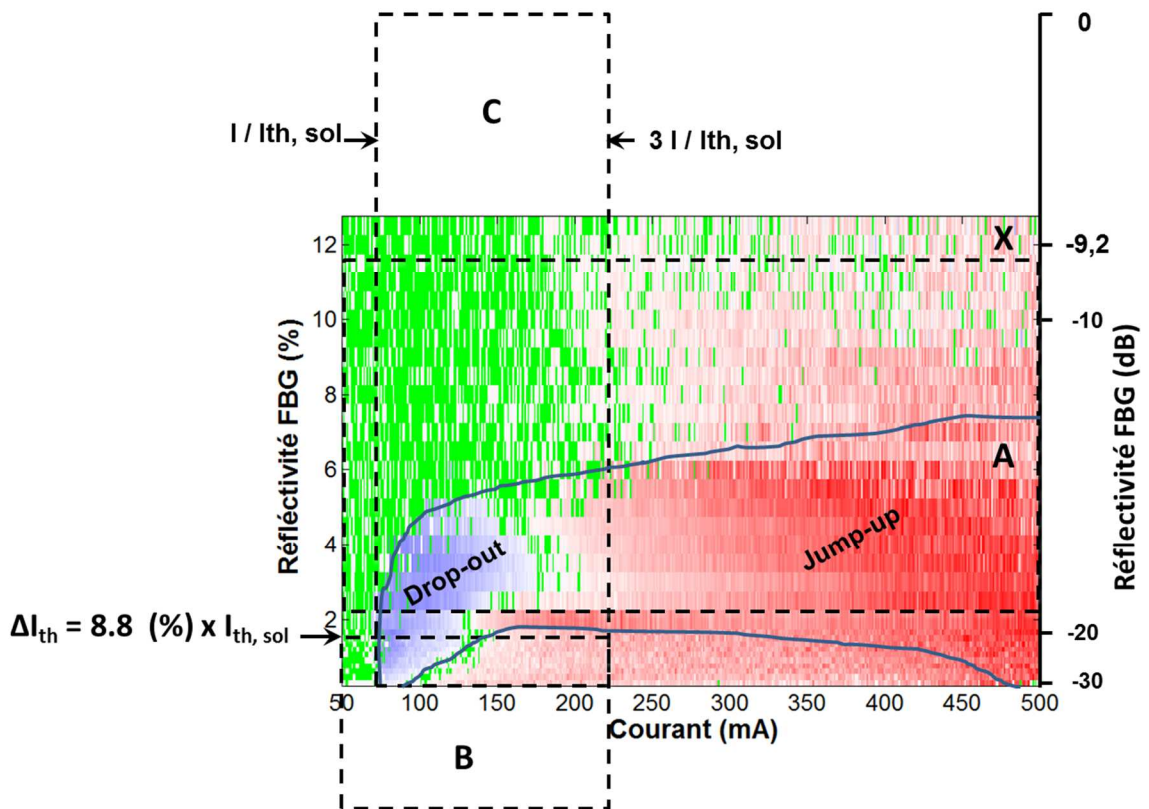 0
C
I / Ith, sol
3 I / Ith, sol
X
12
-9,2
10
-10
8
A
6
Jump-up
4
Drop-out
Réfléctivité FBG (%)
Réflectivité FBG (dB)
ΔIth = 8.8 (%) x Ith, sol
2
-20
-30
50 100 150 200 250 300 350 400 450 500
Courant (mA)
B